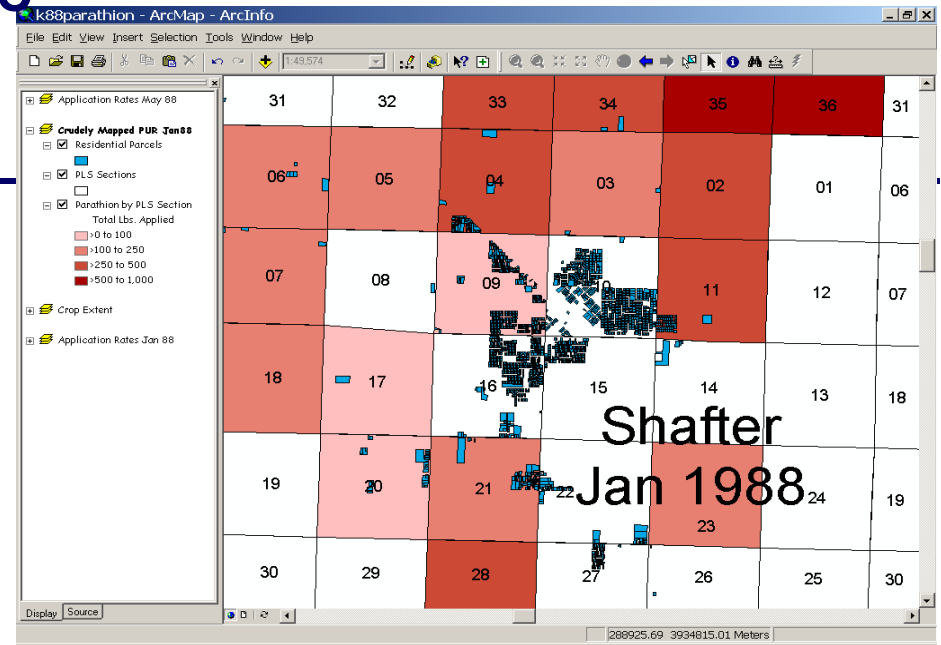 k88parathion - ArcMap - ArcInfo
File Edit View Insert Selection Tools Window Help
1:49,574
Application Rates May 88
Crudely Mapped PUR Jan88
Residential Parcels
PLS Sections
Parathion by PLS Section
Total Lbs. Applied
>0 to 100
>100 to 250
>250 to 500
>500 to 1,000
Crop Extent
Application Rates Jan 88
Display Source
31 32 33 34 35 36 31
06 05 04 03 02 01 06
07 08 09 10 11 12 07
18 17 16 15 14 13 18
Shafter
Jan 1988
19 20 21 22 23 24 19
30 29 28 27 26 25 30
288925.69 3934815.01 Meters